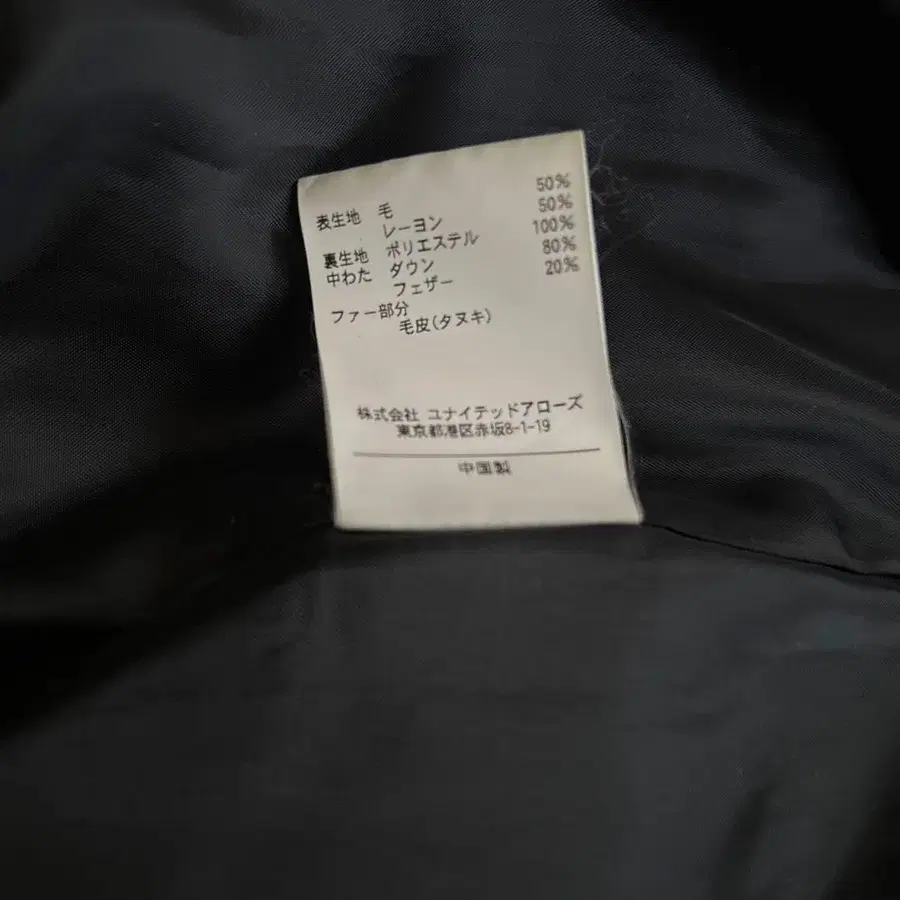 表生地 毛 50%
レーヨン 50%
裏生地 ポリエステル 100%
中わた ダウン 80%
フェザー 20%
ファー部分
毛皮(タヌキ)
株式会社 ユナイテッドアローズ
東京都港区赤坂8-1-19
中国製